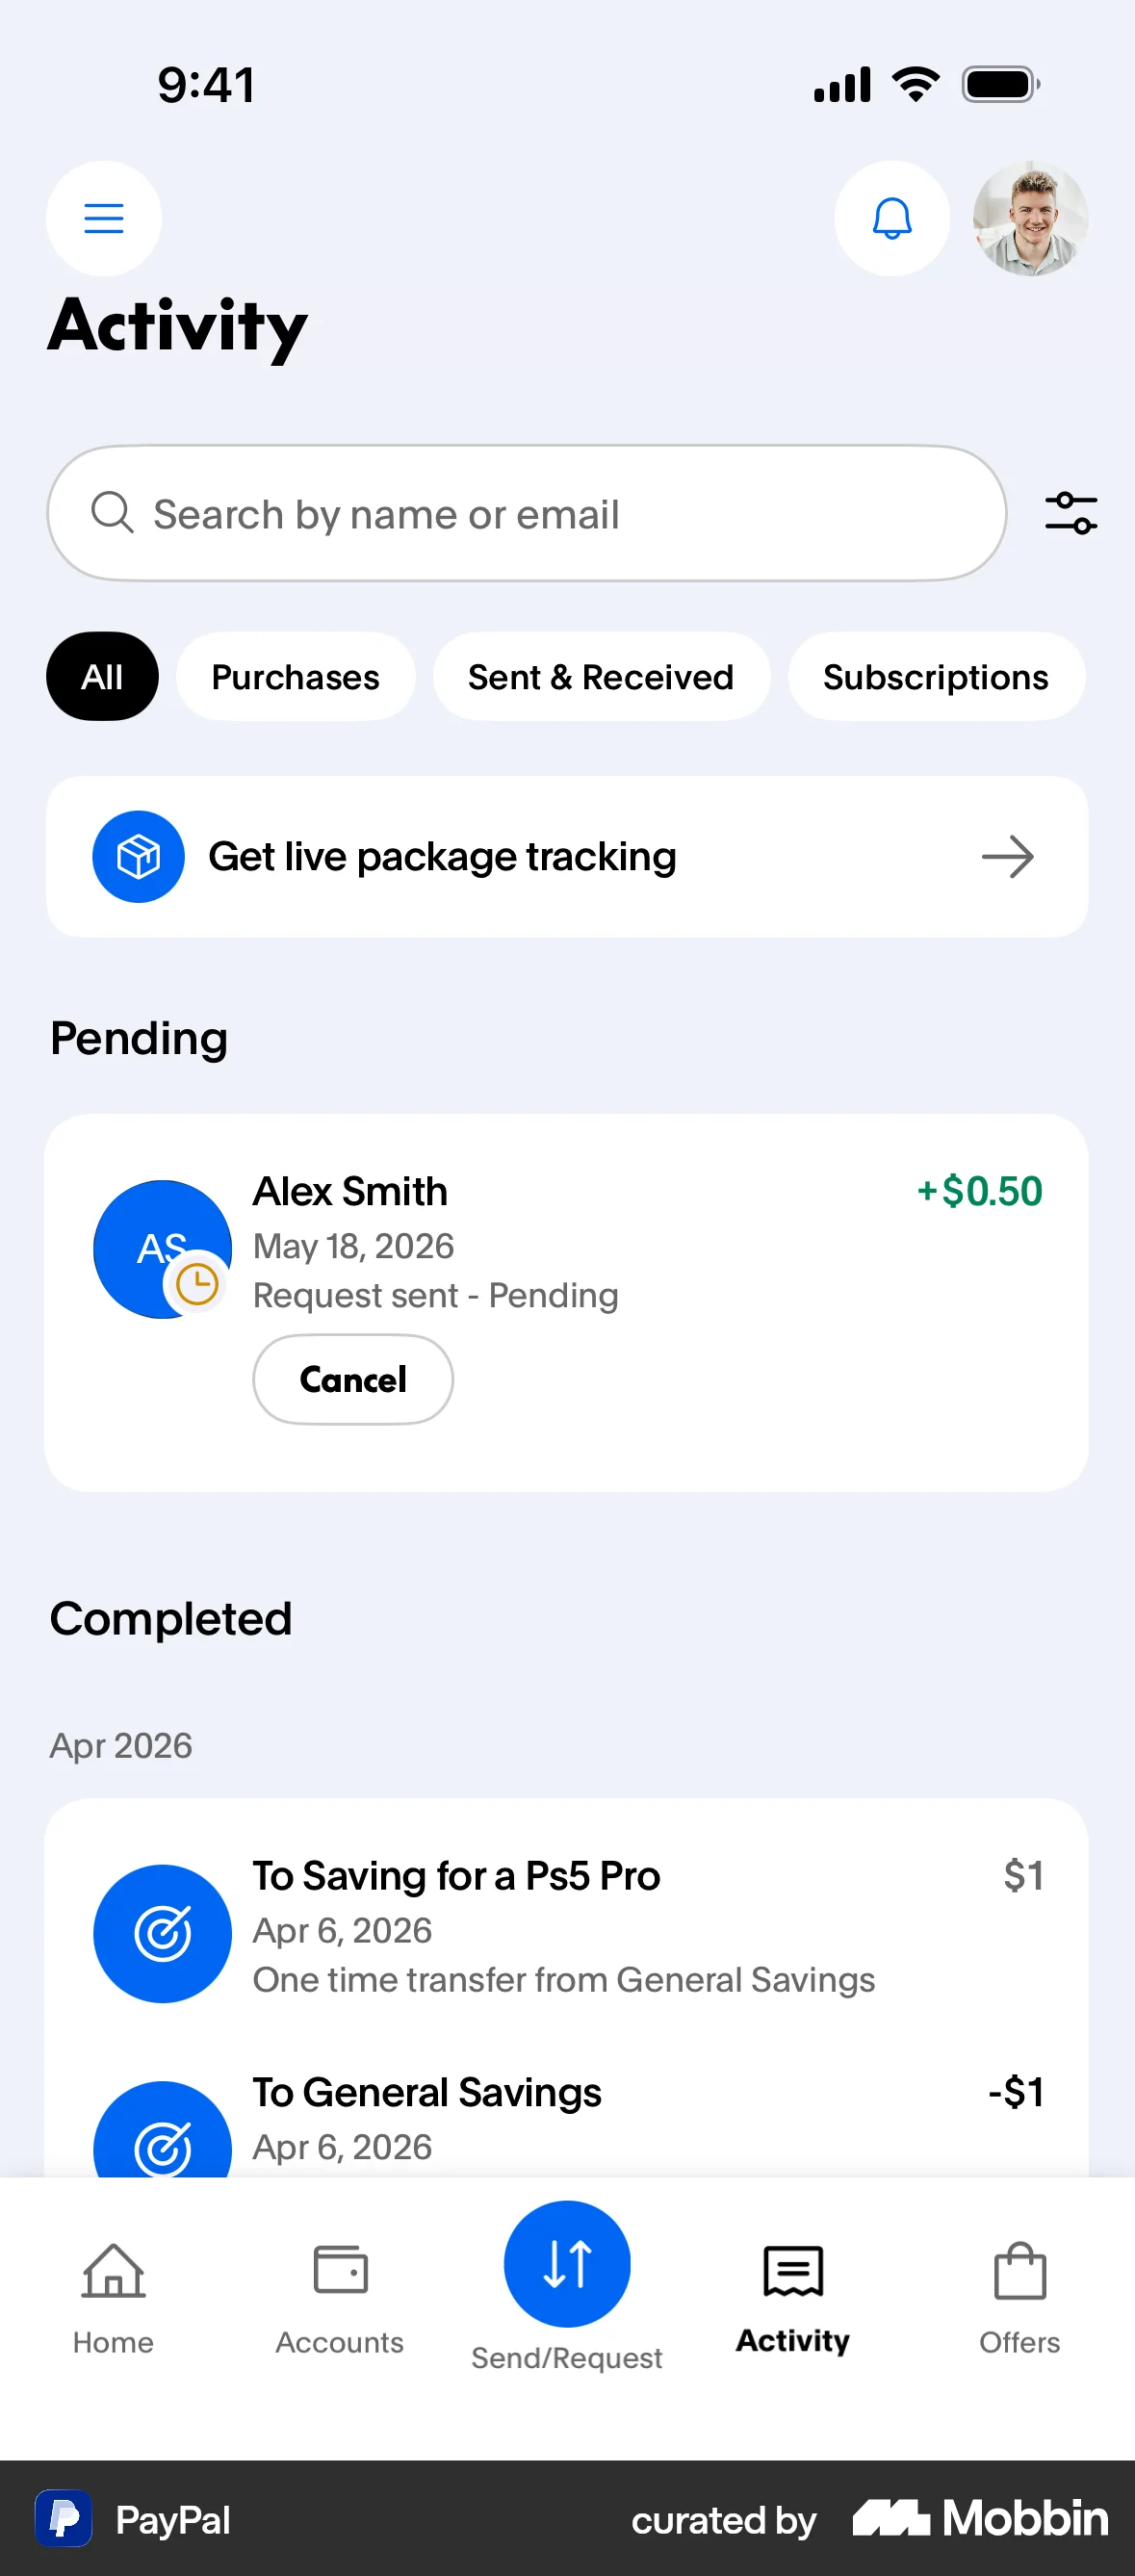 9:41
Activity
Search by name or email
All Purchases Sent & Received Subscriptions
Get live package tracking
Pending
AS
Alex Smith +$0.50
May 18, 2026
Request sent - Pending
Cancel
Completed
Apr 2026
To Saving for a Ps5 Pro $1
Apr 6, 2026
One time transfer from General Savings
To General Savings -$1
Apr 6, 2026
Home Accounts Send/Request Activity Offers
PayPal curated by Mobbin